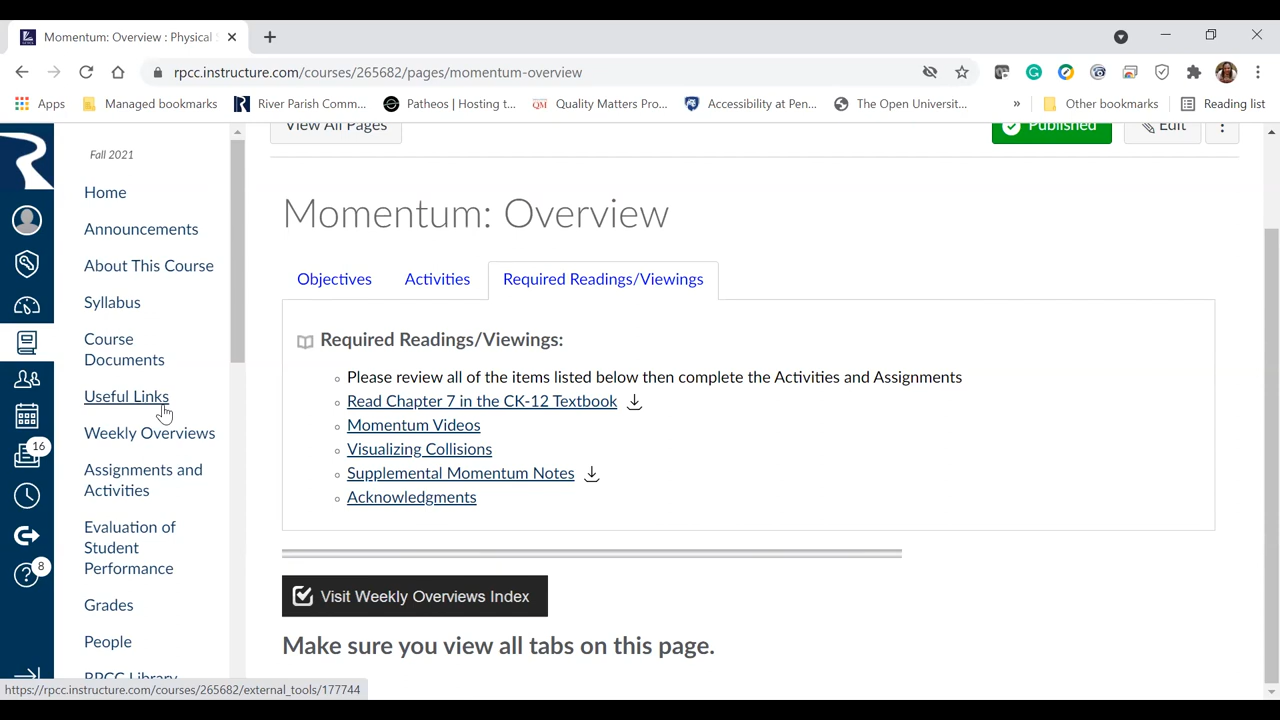 Momentum: Overview : Physical S
rpcc.instructure.com/courses/265682/pages/momentum-overview
Apps Managed bookmarks River Parish Comm... Patheos | Hosting t... QM Quality Matters Pro... Accessibility at Pen... The Open Universit... » Other bookmarks Reading list
View All Pages Published Edit
Fall 2021
Home
Announcements
About This Course
Syllabus
Course
Documents
Useful Links
Weekly Overviews
Assignments and
Activities
Evaluation of
Student
Performance
Grades
People
RPCC Library
16
8
Momentum: Overview
Objectives Activities Required Readings/Viewings
Required Readings/Viewings:
Please review all of the items listed below then complete the Activities and Assignments
Read Chapter 7 in the CK-12 Textbook
Momentum Videos
Visualizing Collisions
Supplemental Momentum Notes
Acknowledgments
Visit Weekly Overviews Index
Make sure you view all tabs on this page.
https://rpcc.instructure.com/courses/265682/external_tools/177744